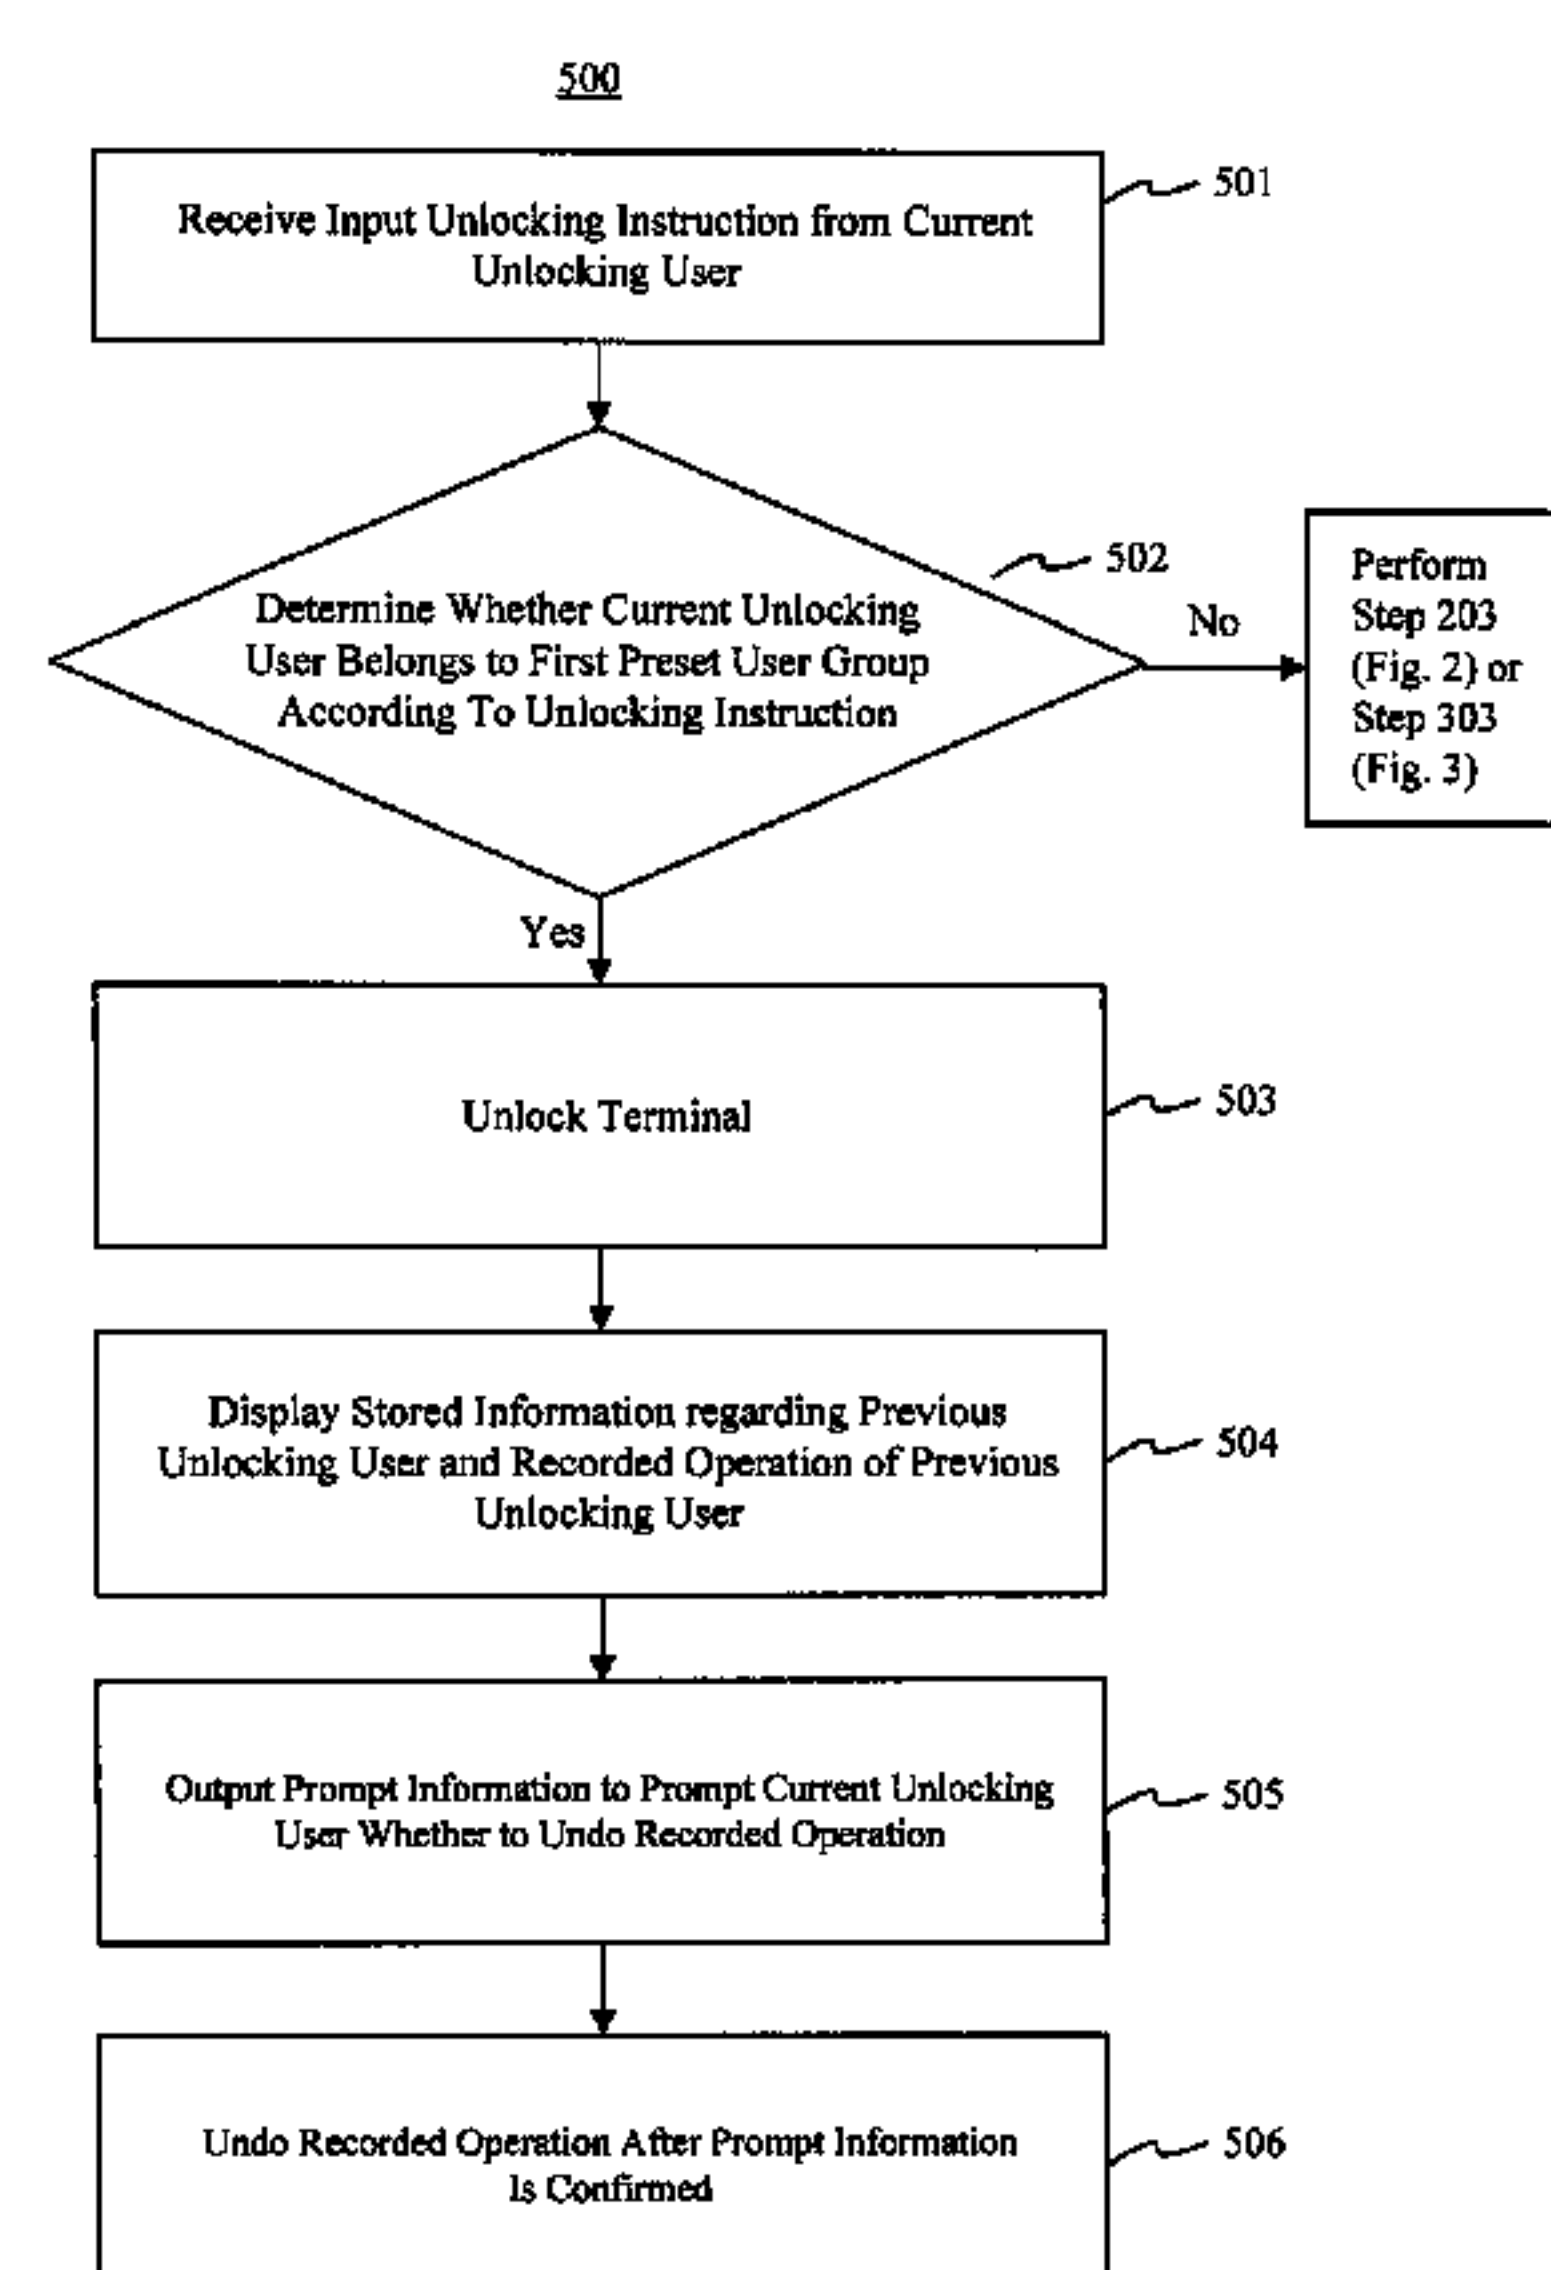 500
Receive Input Unlocking Instruction from Current
Unlocking User
501
502
Determine Whether Current Unlocking
User Belongs to First Preset User Group
According To Unlocking Instruction
No
Perform
Step 203
(Fig. 2) or
Step 303
(Fig. 3)
Yes
Unlock Terminal
503
Display Stored Information regarding Previous
Unlocking User and Recorded Operation of Previous
Unlocking User
504
Output Prompt Information to Prompt Current Unlocking
User Whether to Undo Recorded Operation
505
Undo Recorded Operation After Prompt Information
Is Confirmed
506